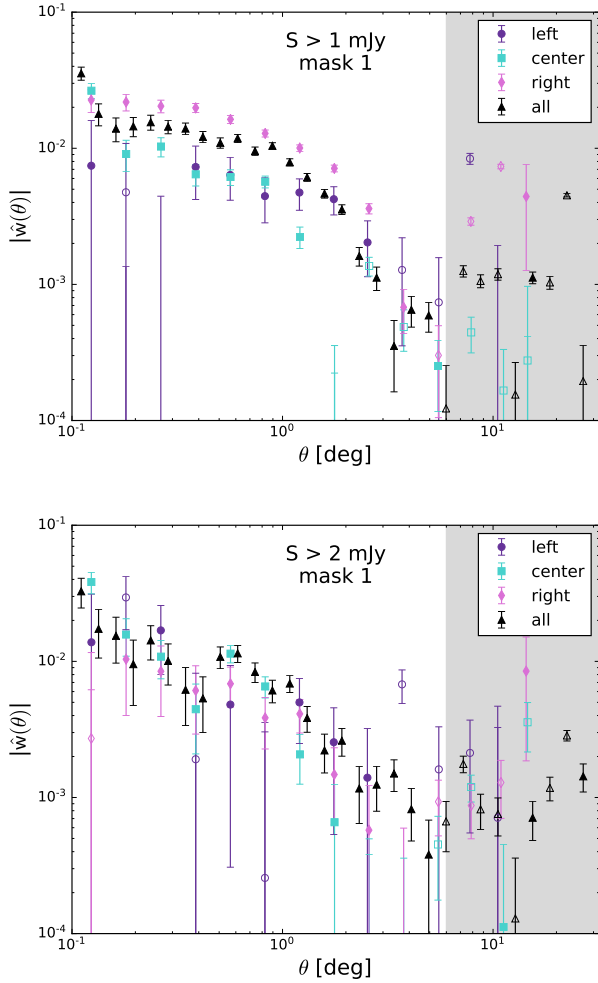 10⁻¹
S > 1 mJy
mask 1
left
center
right
all
10⁻²
|ŵ(θ)|
10⁻³
10⁻⁴
10⁻¹ 10⁰ 10¹
θ [deg]
10⁻¹
S > 2 mJy
mask 1
left
center
right
all
10⁻²
|ŵ(θ)|
10⁻³
10⁻⁴
10⁻¹ 10⁰ 10¹
θ [deg]